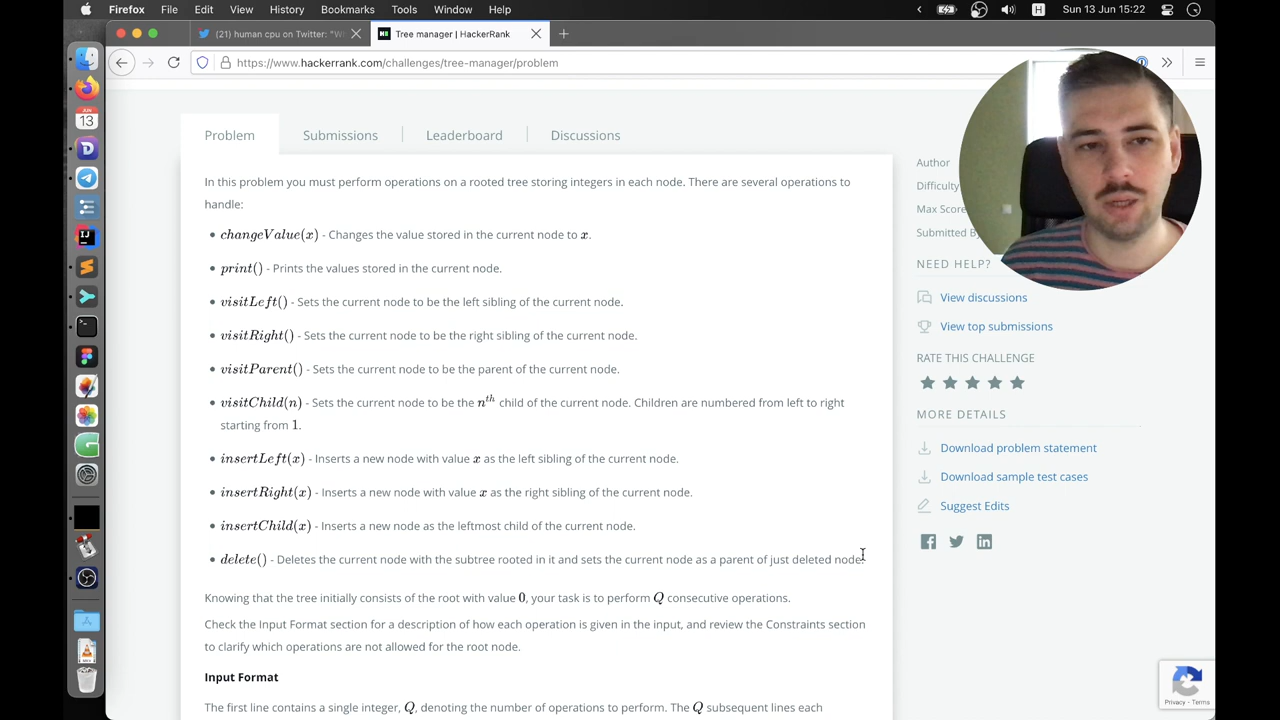 Firefox File Edit View History Bookmarks Tools Window Help
H Sun 13 Jun 15:22
(21) human cpu on Twitter: "W
Tree manager | HackerRank
https://www.hackerrank.com/challenges/tree-manager/problem
JUN
13
Problem
Submissions
Leaderboard
Discussions
In this problem you must perform operations on a rooted tree storing integers in each node. There are several operations to
handle:
• changeValue(x) - Changes the value stored in the current node to x.
• print() - Prints the values stored in the current node.
• visitLeft() - Sets the current node to be the left sibling of the current node.
• visitRight() - Sets the current node to be the right sibling of the current node.
• visitParent() - Sets the current node to be the parent of the current node.
• visitChild(n) - Sets the current node to be the nth child of the current node. Children are numbered from left to right
starting from 1.
• insertLeft(x) - Inserts a new node with value x as the left sibling of the current node.
• insertRight(x) - Inserts a new node with value x as the right sibling of the current node.
• insertChild(x) - Inserts a new node as the leftmost child of the current node.
• delete() - Deletes the current node with the subtree rooted in it and sets the current node as a parent of just deleted node.
Knowing that the tree initially consists of the root with value 0, your task is to perform Q consecutive operations.
Check the Input Format section for a description of how each operation is given in the input, and review the Constraints section
to clarify which operations are not allowed for the root node.
Input Format
The first line contains a single integer, Q, denoting the number of operations to perform. The Q subsequent lines each
Author
Difficulty
Max Score
Submitted By
NEED HELP?
View discussions
View top submissions
RATE THIS CHALLENGE
MORE DETAILS
Download problem statement
Download sample test cases
Suggest Edits
Privacy - Terms